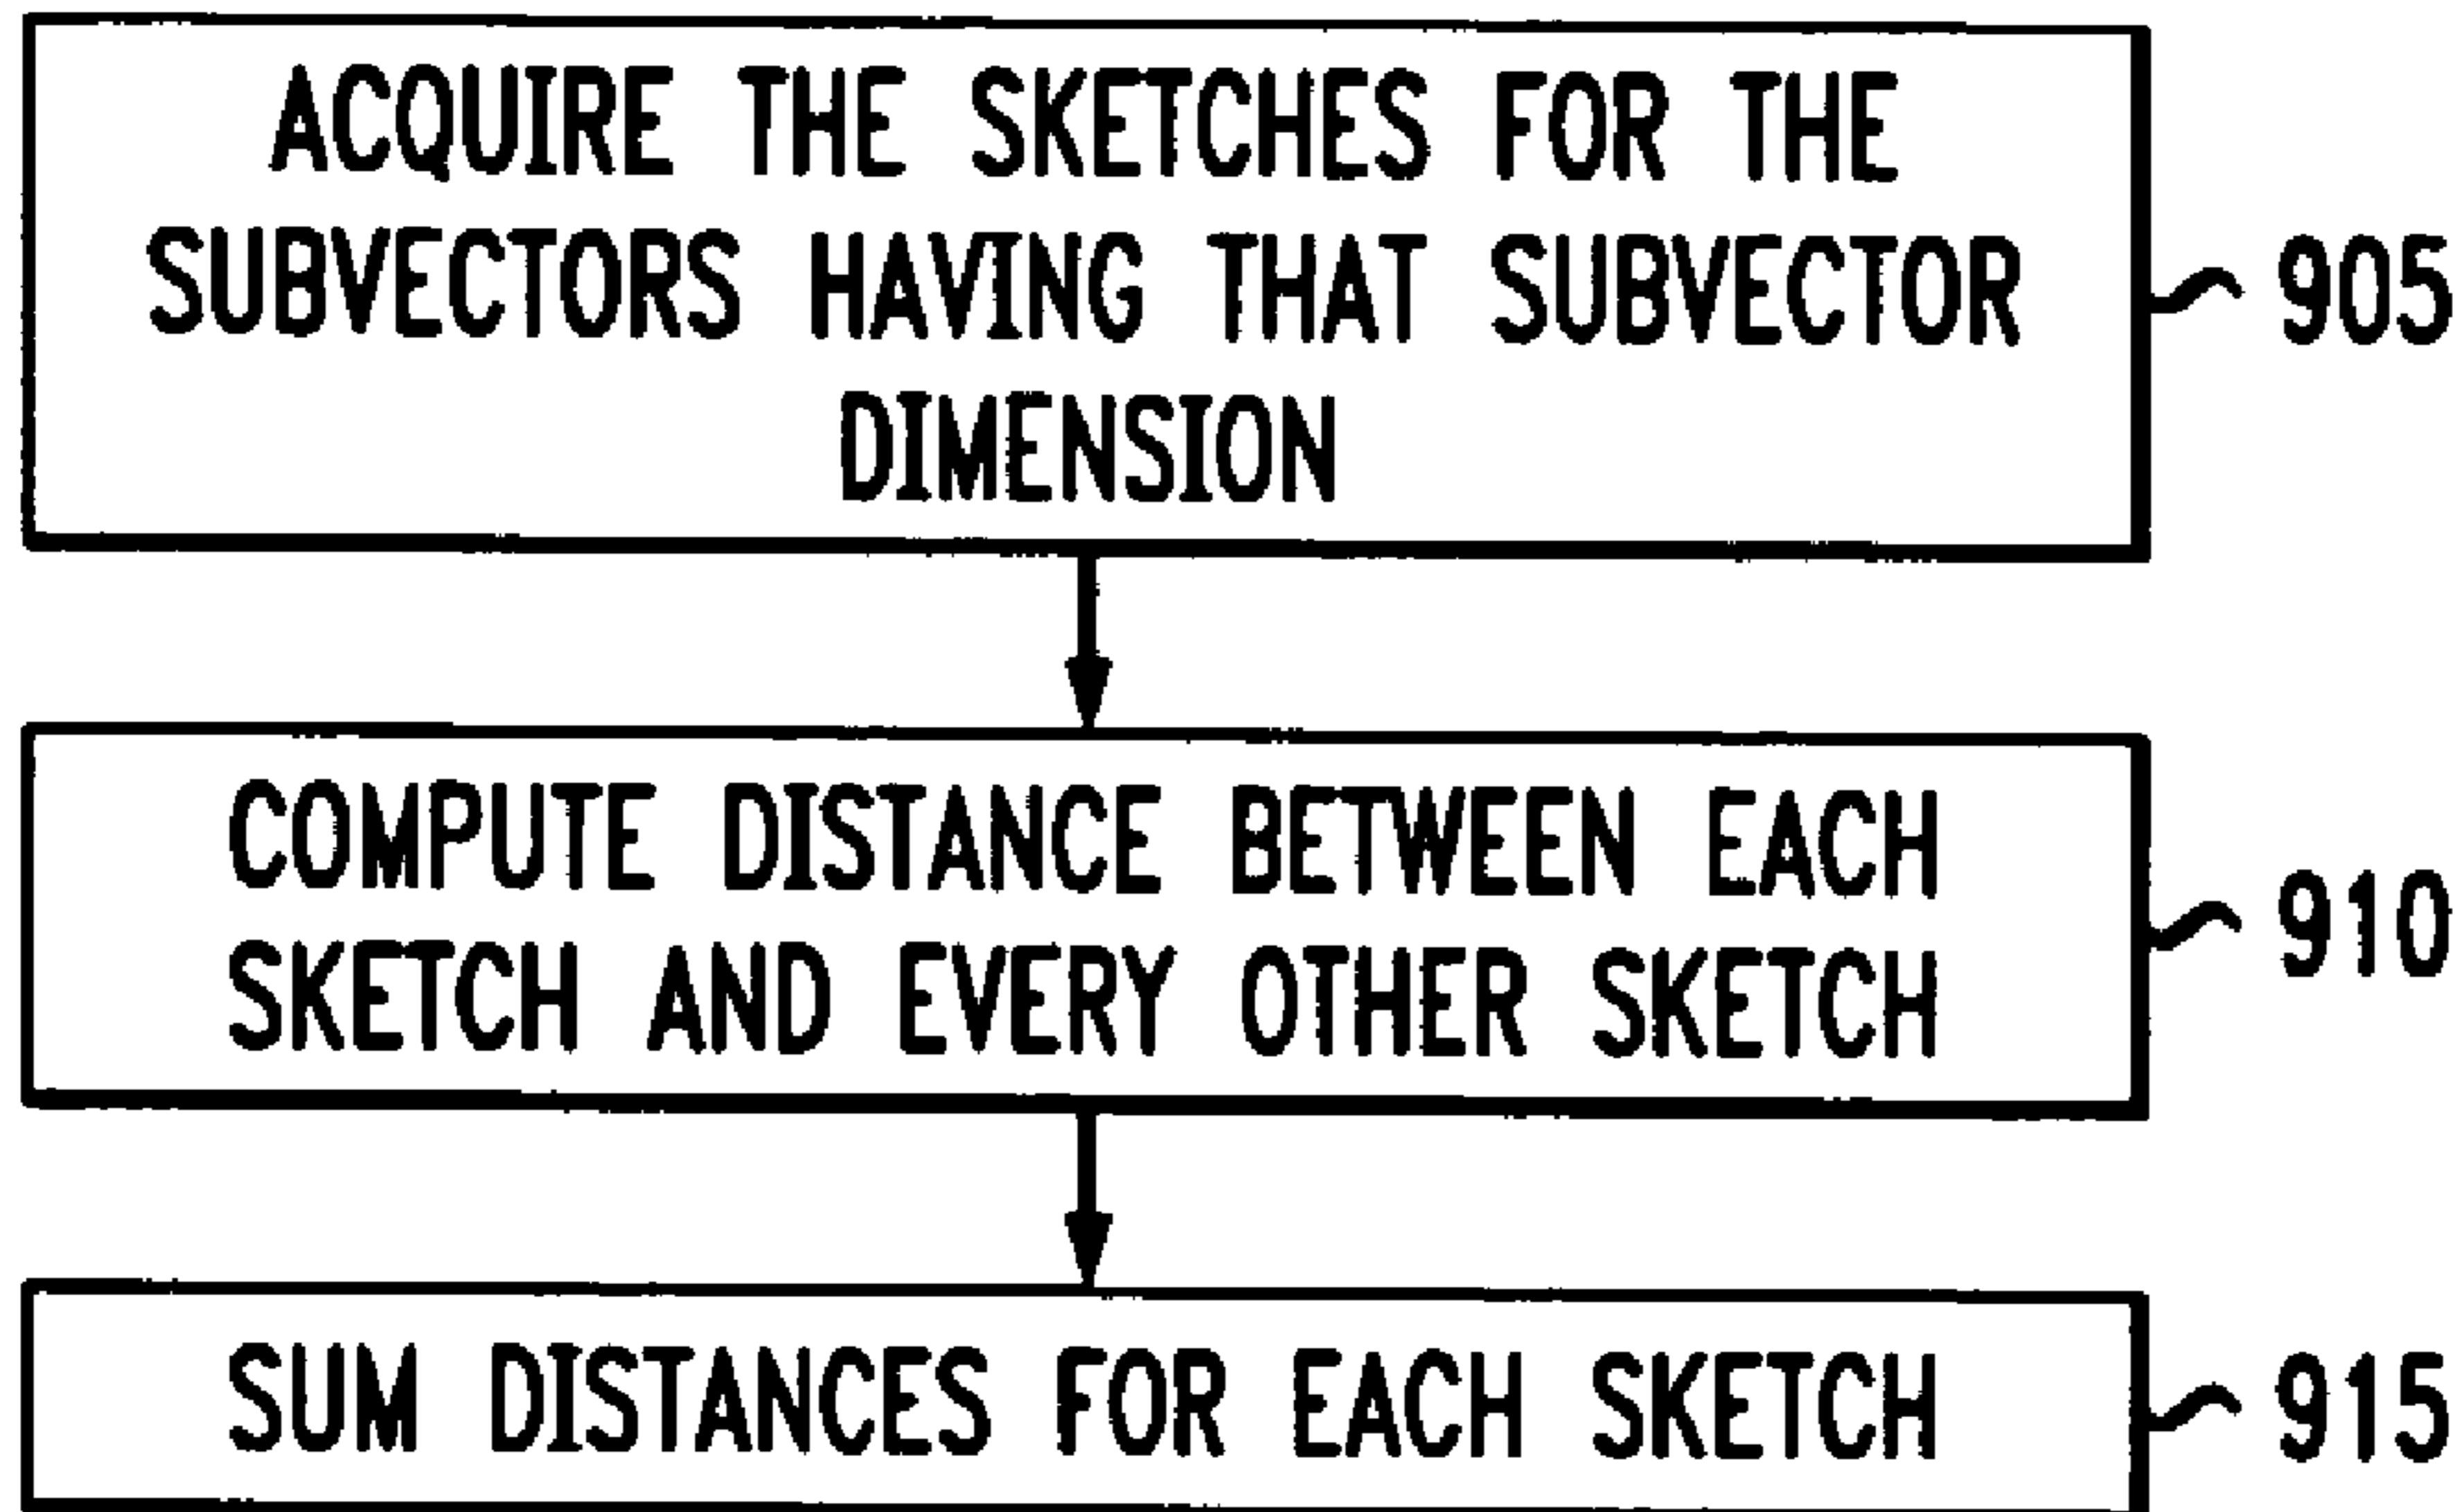 ACQUIRE THE SKETCHES FOR THE
SUBVECTORS HAVING THAT SUBVECTOR
DIMENSION
905
COMPUTE DISTANCE BETWEEN EACH
SKETCH AND EVERY OTHER SKETCH
910
SUM DISTANCES FOR EACH SKETCH
915